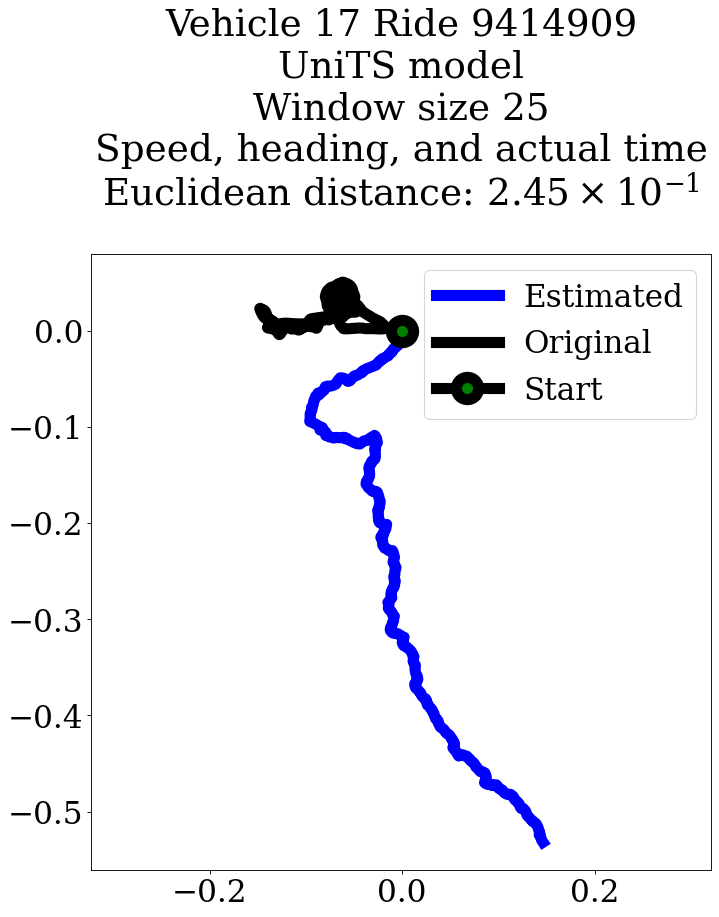 Vehicle 17 Ride 9414909
UniTS model
Window size 25
Speed, heading, and actual time
Euclidean distance: 2.45 × 10⁻¹
Estimated
Original
Start
0.0
−0.1
−0.2
−0.3
−0.4
−0.5
−0.2 0.0 0.2